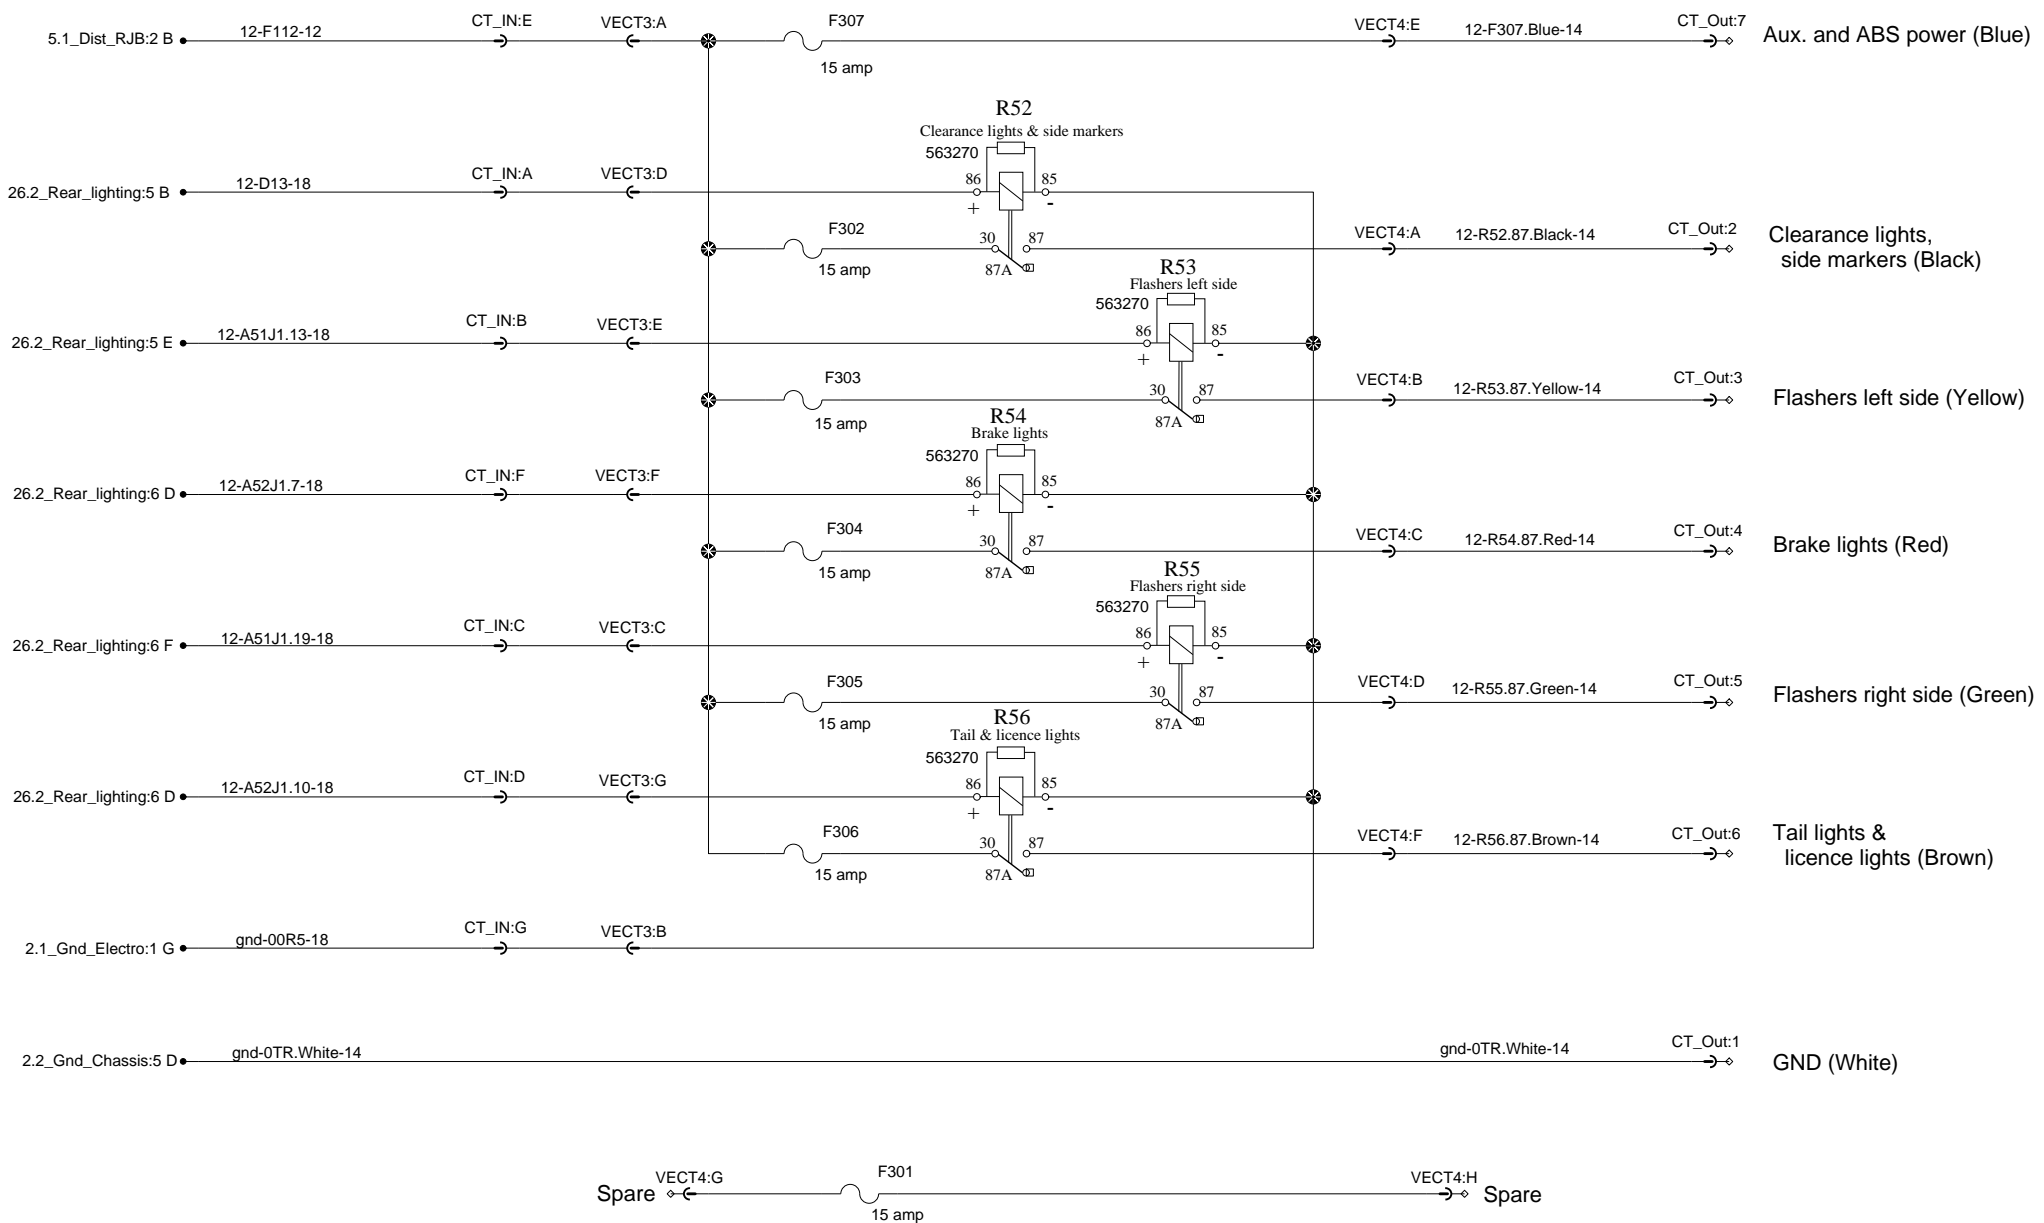 5.1_Dist_RJB:2 B
12-F112-12
CT_IN:E
VECT3:A
F307
15 amp
VECT4:E
12-F307.Blue-14
CT_Out:7
Aux. and ABS power (Blue)
R52
Clearance lights & side markers
563270
26.2_Rear_lighting:5 B
12-D13-18
CT_IN:A
VECT3:D
86
85
+
-
F302
15 amp
30
87
87A
VECT4:A
12-R52.87.Black-14
CT_Out:2
Clearance lights,
side markers (Black)
R53
Flashers left side
563270
26.2_Rear_lighting:5 E
12-A51J1.13-18
CT_IN:B
VECT3:E
86
85
+
-
F303
15 amp
30
87
87A
VECT4:B
12-R53.87.Yellow-14
CT_Out:3
Flashers left side (Yellow)
R54
Brake lights
563270
26.2_Rear_lighting:6 D
12-A52J1.7-18
CT_IN:F
VECT3:F
86
85
+
-
F304
15 amp
30
87
87A
VECT4:C
12-R54.87.Red-14
CT_Out:4
Brake lights (Red)
R55
Flashers right side
563270
26.2_Rear_lighting:6 F
12-A51J1.19-18
CT_IN:C
VECT3:C
86
85
+
-
F305
15 amp
30
87
87A
VECT4:D
12-R55.87.Green-14
CT_Out:5
Flashers right side (Green)
R56
Tail & licence lights
563270
26.2_Rear_lighting:6 D
12-A52J1.10-18
CT_IN:D
VECT3:G
86
85
+
-
F306
15 amp
30
87
87A
VECT4:F
12-R56.87.Brown-14
CT_Out:6
Tail lights &
licence lights (Brown)
2.1_Gnd_Electro:1 G
gnd-00R5-18
CT_IN:G
VECT3:B
2.2_Gnd_Chassis:5 D
gnd-0TR.White-14
gnd-0TR.White-14
CT_Out:1
GND (White)
Spare
VECT4:G
F301
15 amp
VECT4:H
Spare